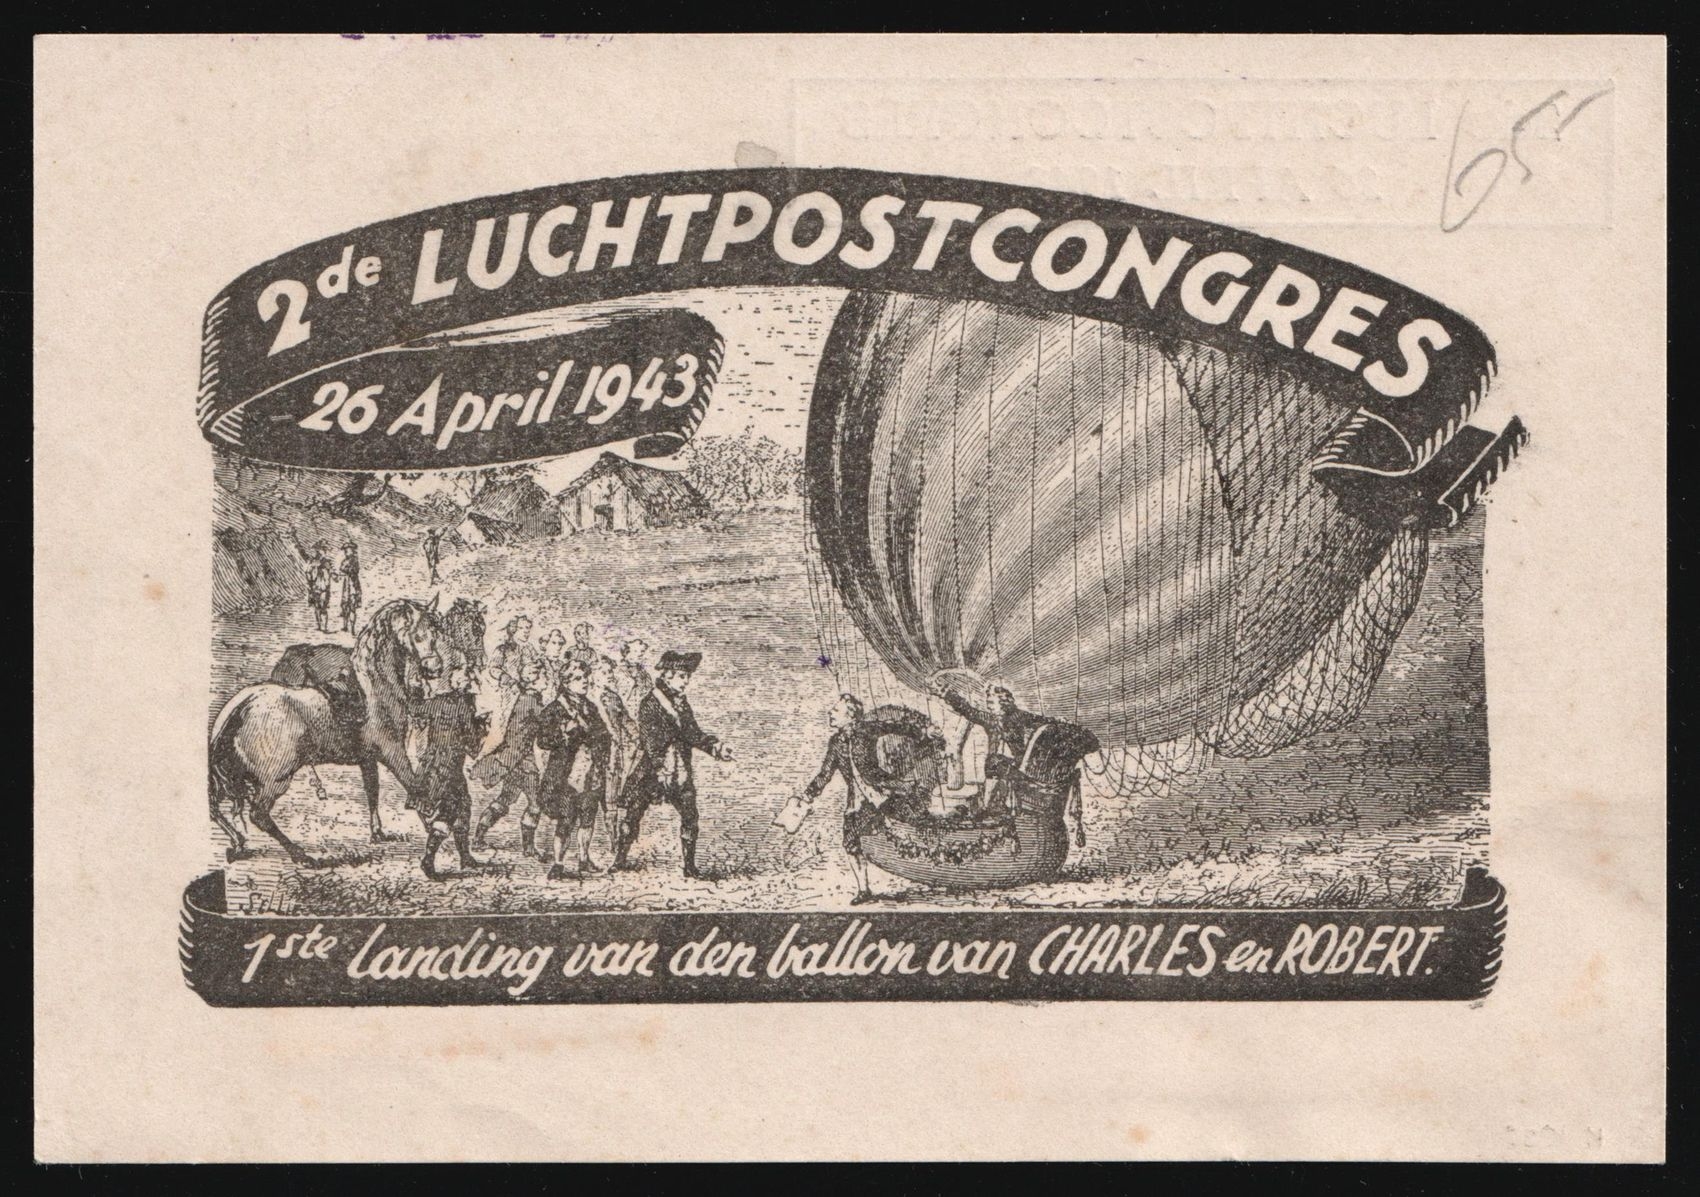 65
2de LUCHTPOSTCONGRES
26 April 1943
1ste landing van den ballon van CHARLES en ROBERT.